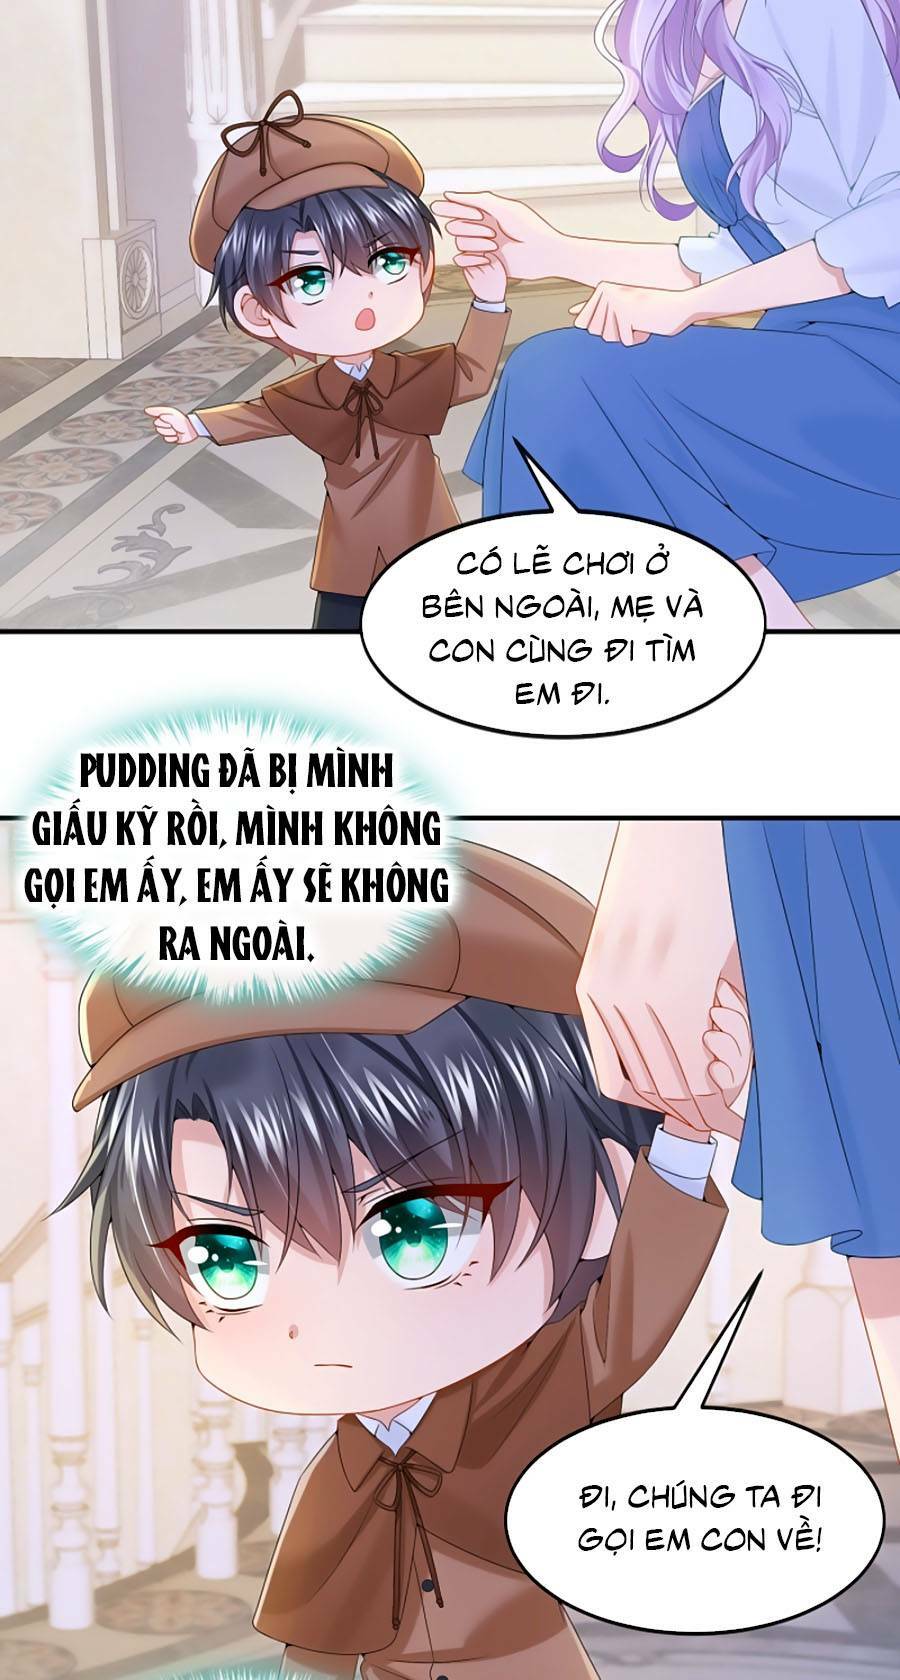 CÓ LẼ CHƠI Ở
BÊN NGOÀI, MẸ VÀ
CON CÙNG ĐI TÌM
EM ĐI.
PUDDING ĐÃ BỊ MÌNH
GIẤU KỸ RỒI, MÌNH KHÔNG
GỌI EM ẤY, EM ẤY SẼ KHÔNG
RA NGOÀI.
ĐI, CHÚNG TA ĐI
GỌI EM CON VỀ!